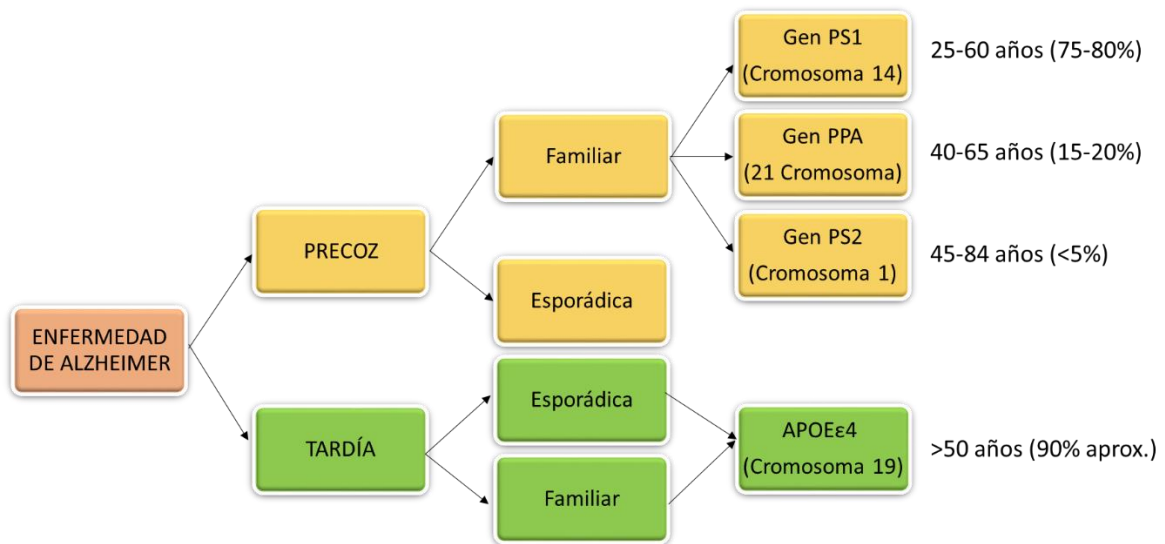 Gen PS1
(Cromosoma 14)
25-60 años (75-80%)
Familiar
Gen PPA
(21 Cromosoma)
40-65 años (15-20%)
PRECOZ
Gen PS2
(Cromosoma 1)
45-84 años (<5%)
Esporádica
ENFERMEDAD
DE ALZHEIMER
Esporádica
TARDÍA
APOEε4
(Cromosoma 19)
>50 años (90% aprox.)
Familiar